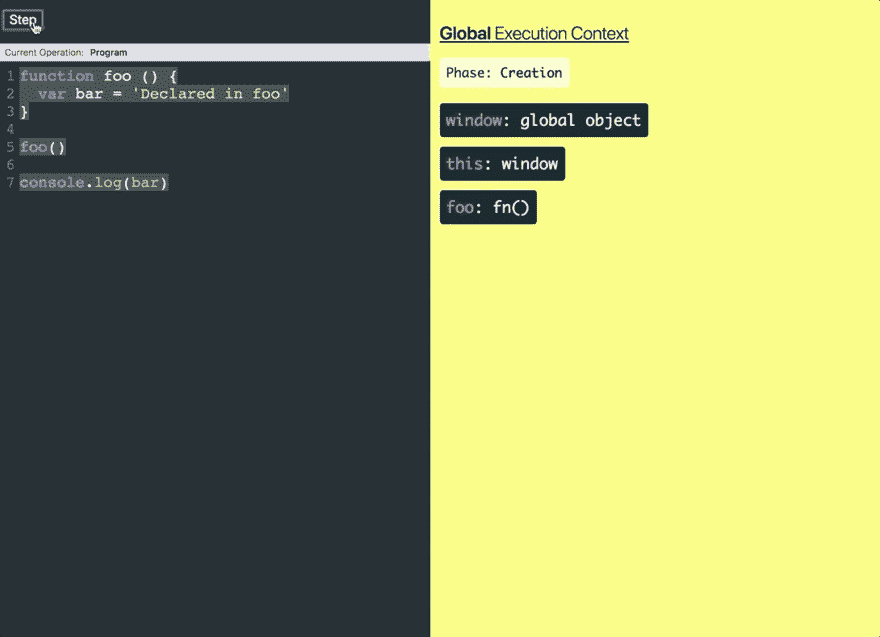 Step
Current Operation: Program
1 function foo () {
2   var bar = 'Declared in foo'
3 }
4
5 foo()
6
7 console.log(bar)
Global Execution Context
Phase: Creation
window: global object
this: window
foo: fn()